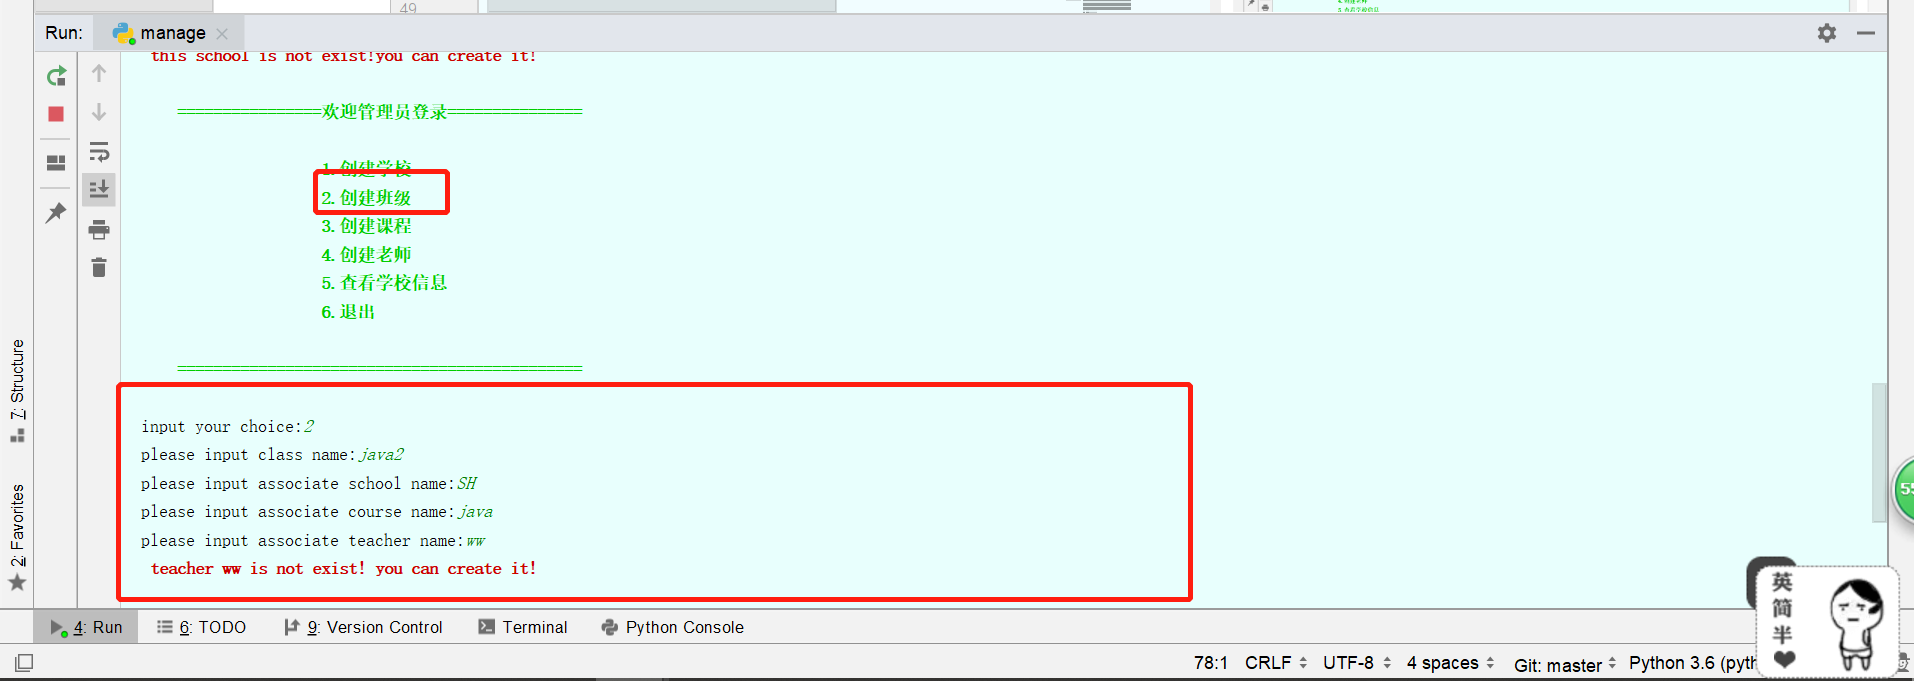 49
Run: manage
this school is not exist!you can create it!
================欢迎管理员登录===============
1. 创建学校
2. 创建班级
3. 创建课程
4. 创建老师
5. 查看学校信息
6. 退出
=============================================
input your choice:2
please input class name:java2
please input associate school name:SH
please input associate course name:java
please input associate teacher name:ww
teacher ww is not exist! you can create it!
7: Structure
2: Favorites
55
英
简
半
4: Run 6: TODO 9: Version Control Terminal Python Console
78:1 CRLF UTF-8 4 spaces Git: master Python 3.6 (pyth